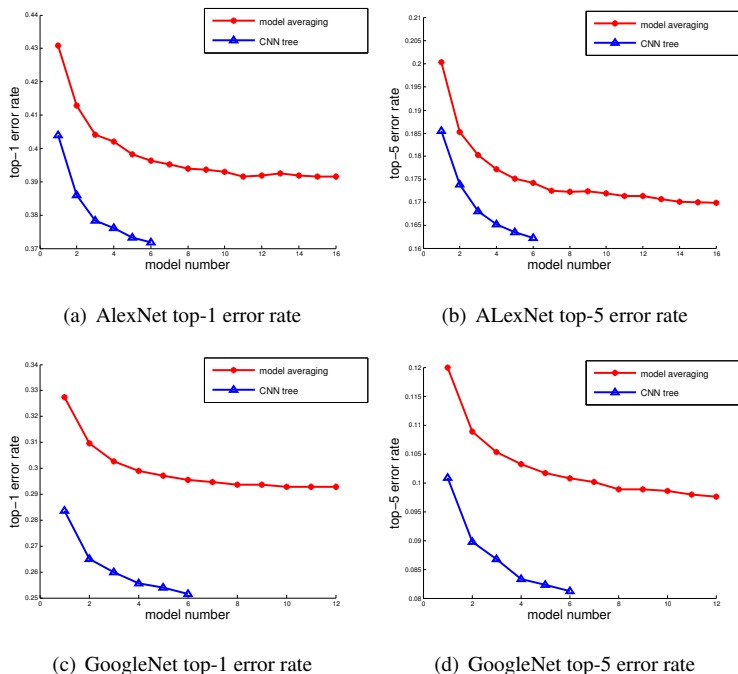 model averaging
CNN tree
top-1 error rate
0.44
0.43
0.42
0.41
0.4
0.39
0.38
0.37
0 2 4 6 8 10 12 14 16
model number
(a) AlexNet top-1 error rate
model averaging
CNN tree
top-5 error rate
0.21
0.2
0.195
0.19
0.185
0.18
0.175
0.17
0.165
0.16
0 2 4 6 8 10 12 14 16
model number
(b) ALexNet top-5 error rate
model averaging
CNN tree
top-1 error rate
0.34
0.33
0.32
0.31
0.3
0.29
0.28
0.27
0.26
0.25
0 2 4 6 8 10 12
model number
(c) GoogleNet top-1 error rate
model averaging
CNN tree
top-5 error rate
0.12
0.115
0.11
0.105
0.1
0.095
0.09
0.085
0.08
0 2 4 6 8 10 12
model number
(d) GoogleNet top-5 error rate